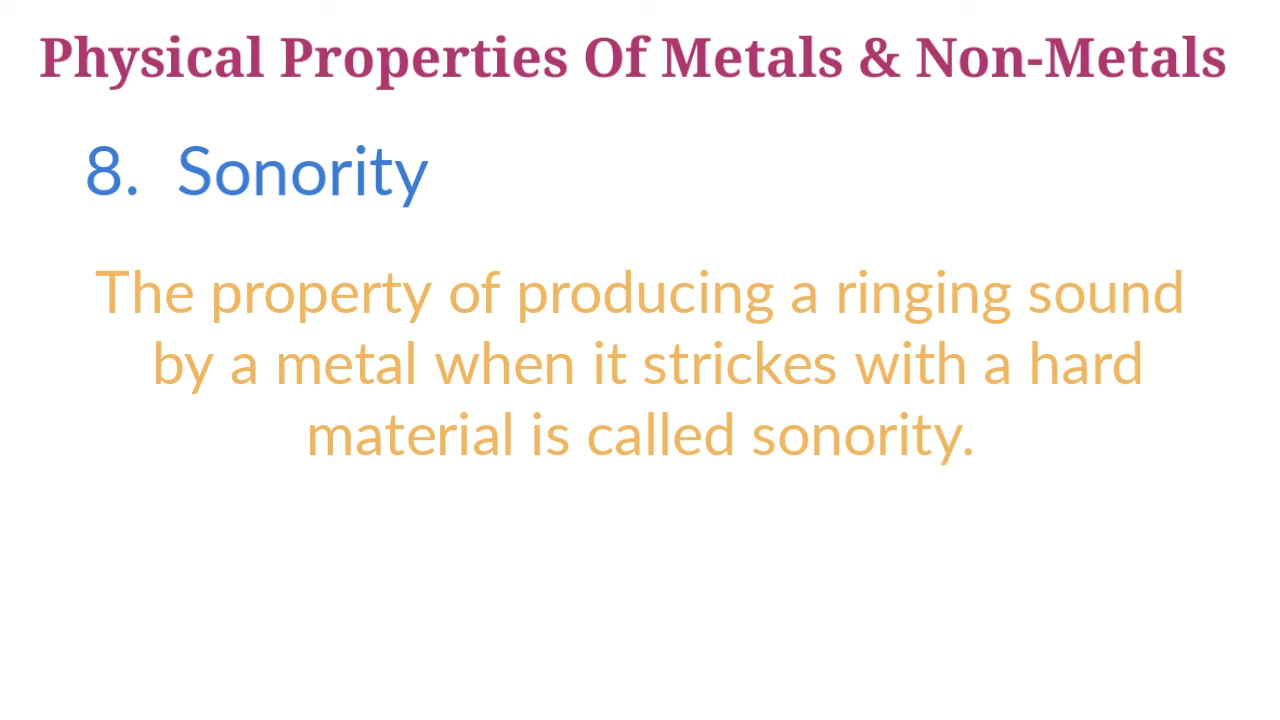 Physical Properties Of Metals & Non-Metals
8. Sonority
The property of producing a ringing sound
by a metal when it strickes with a hard
material is called sonority.